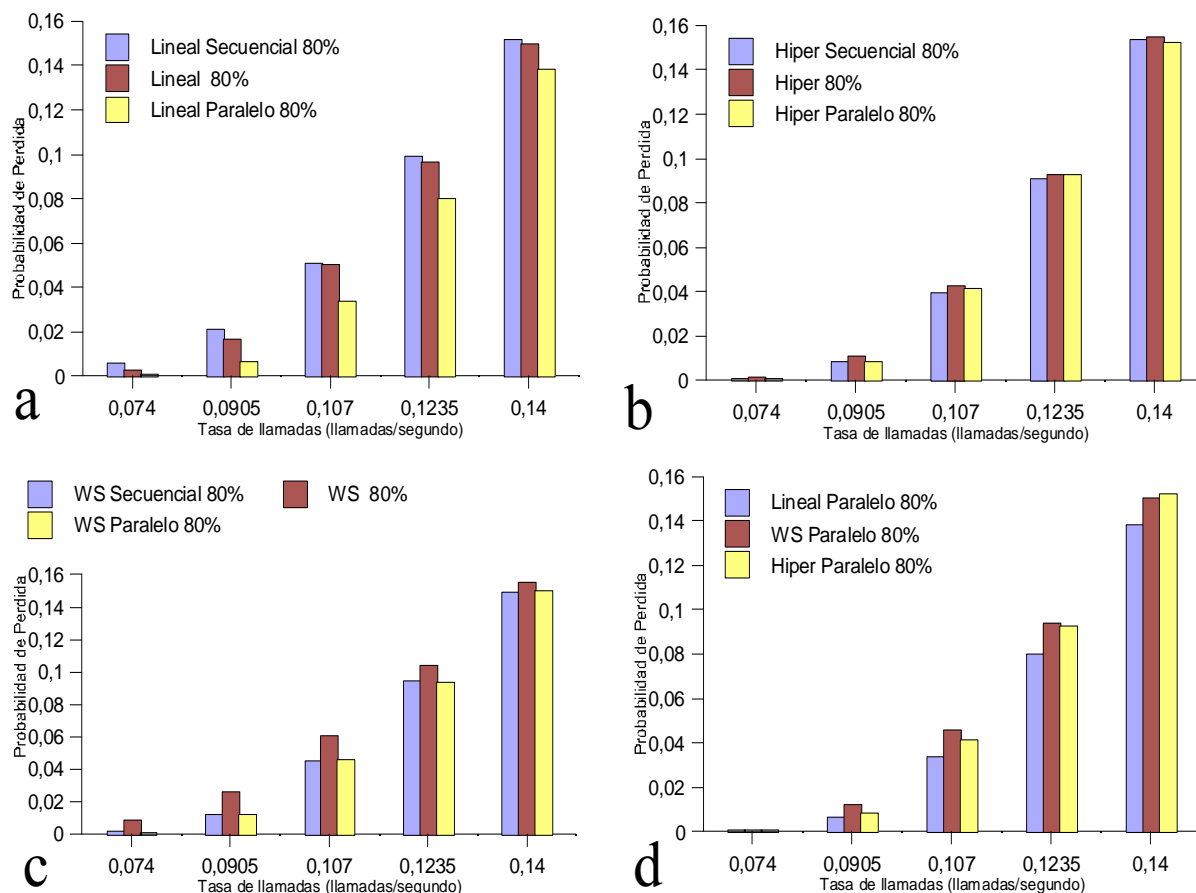 0,16
0,14
0,12
0,1
0,08
0,06
0,04
0,02
0
Probabilidad de Perdida
Lineal Secuencial 80%
Lineal 80%
Lineal Paralelo 80%
0,074 0,0905 0,107 0,1235 0,14
Tasa de llamadas (llamadas/segundo)
a
0,16
0,14
0,12
0,1
0,08
0,06
0,04
0,02
0
Probabilidad de Perdida
Hiper Secuencial 80%
Hiper 80%
Hiper Paralelo 80%
0,074 0,0905 0,107 0,1235 0,14
Tasa de llamadas (llamadas/segundo)
b
WS Secuencial 80% WS 80%
WS Paralelo 80%
0,16
0,14
0,12
0,1
0,08
0,06
0,04
0,02
0
Probabilidad de Perdida
0,074 0,0905 0,107 0,1235 0,14
Tasa de llamadas (llamadas/segundo)
c
0,16
0,14
0,12
0,1
0,08
0,06
0,04
0,02
0
Probabilidad de Perdida
Lineal Paralelo 80%
WS Paralelo 80%
Hiper Paralelo 80%
0,074 0,0905 0,107 0,1235 0,14
Tasa de llamadas (llamadas/segundo)
d